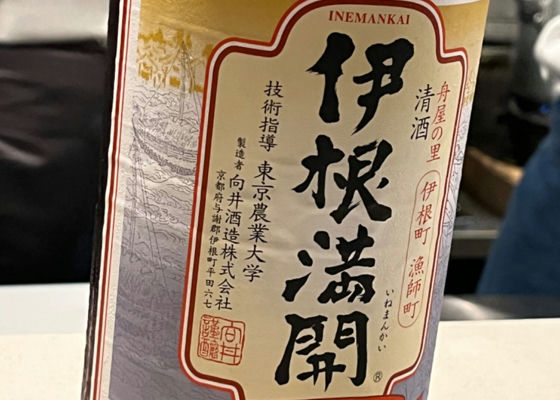 INEMANKAI
舟屋の里
伊根町 漁師町
清酒
伊根満開
いねまんかい
®
技術指導 東京農業大学
製造者 向井酒造株式会社
京都府与謝郡伊根町平田六七
向井